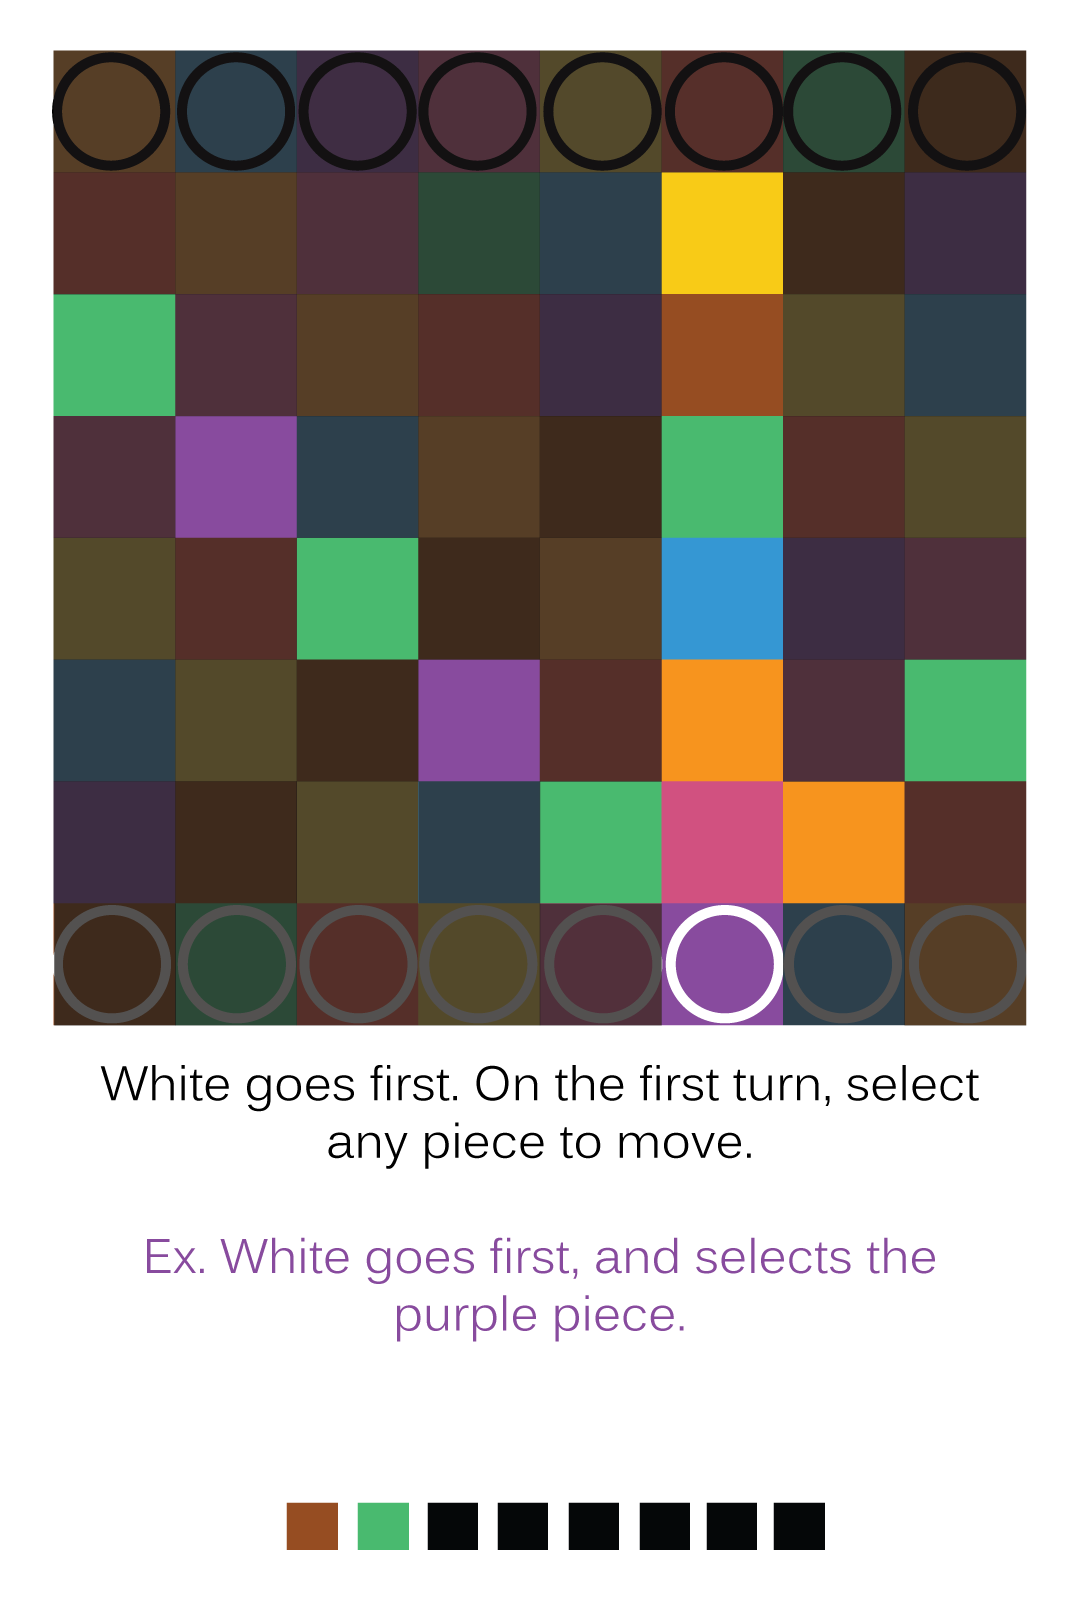 White goes first. On the first turn, select
any piece to move.
Ex. White goes first, and selects the
purple piece.